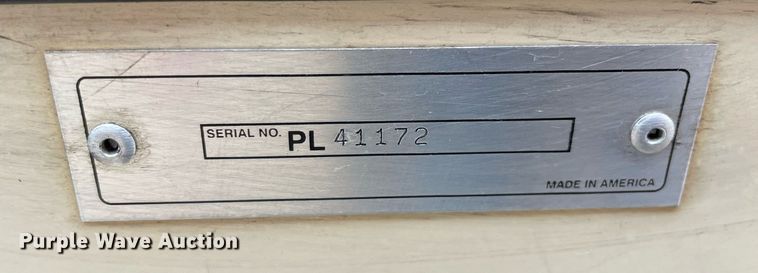 SERIAL NO. PL 41172
MADE IN AMERICA
Purple Wave Auction